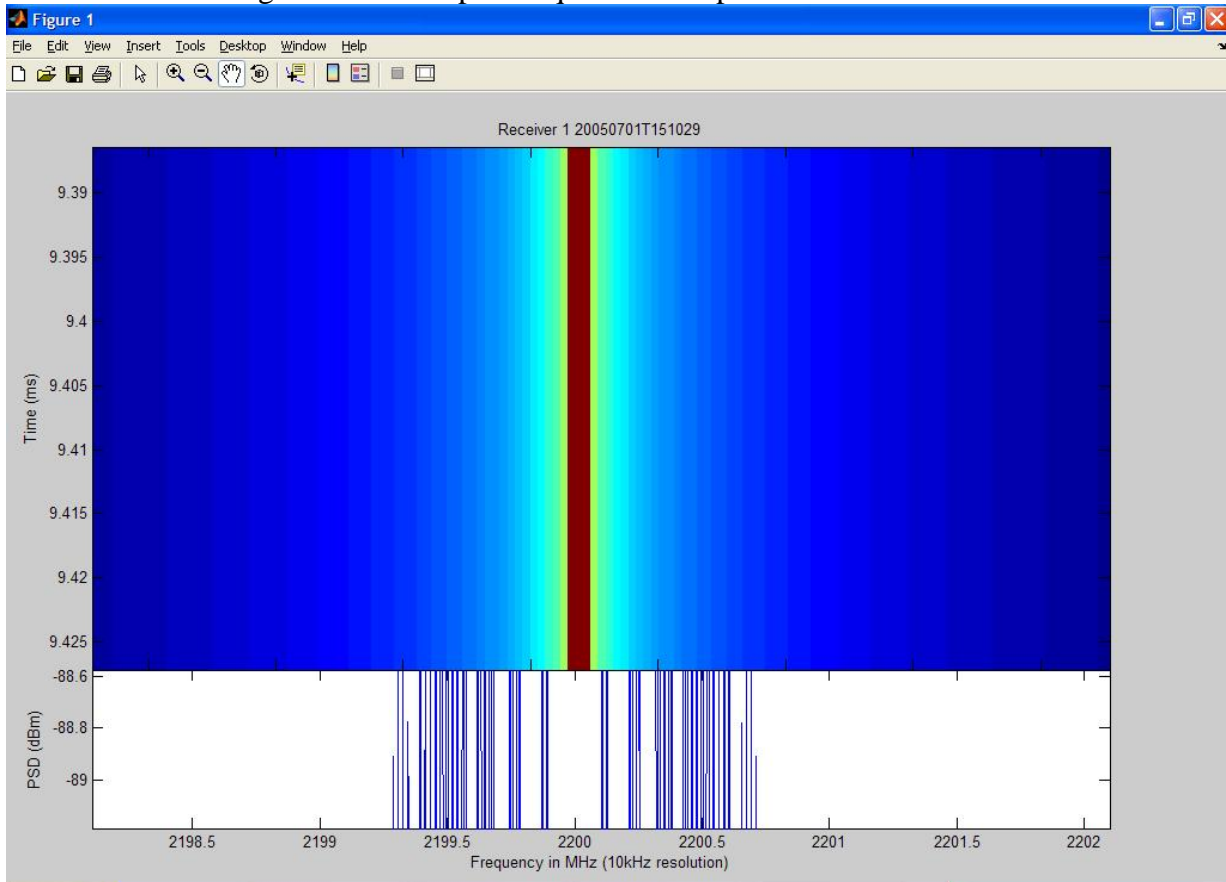 Figure 1
File Edit View Insert Tools Desktop Window Help
Receiver 1 20050701T151029
Time (ms)
9.39
9.395
9.4
9.405
9.41
9.415
9.42
9.425
PSD (dBm)
-88.6
-88.8
-89
2198.5 2199 2199.5 2200 2200.5 2201 2201.5 2202
Frequency in MHz (10kHz resolution)